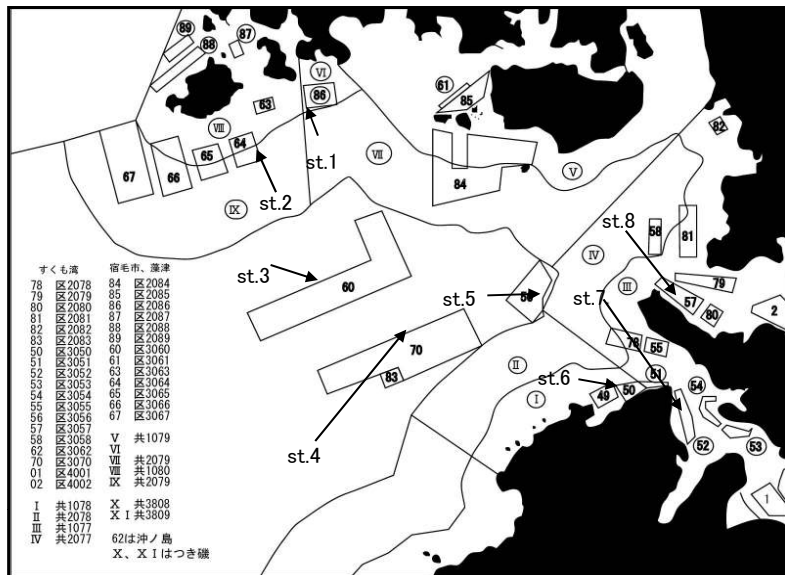 89
88
87
Ⅵ
86
63
61
85
82
Ⅷ
st.1
65
64
Ⅶ
Ⅴ
67
66
st.2
84
Ⅸ
st.8
58
81
Ⅳ
st.3
60
st.5
Ⅲ
79
st.7
57
80
2
70
78
55
83
Ⅱ
51
st.6
54
49
50
Ⅰ
st.4
52
53
1
すくも湾
78 区2078
79 区2079
80 区2080
81 区2081
82 区2082
83 区2083
50 区3050
51 区3051
52 区3052
53 区3053
54 区3054
55 区3055
56 区3056
57 区3057
58 区3058
62 区3062
70 区3070
01 区4001
02 区4002
Ⅰ 共1078
Ⅱ 共2078
Ⅲ 共1077
Ⅳ 共2077
宿毛市、藻津
84 区2084
85 区2085
86 区2086
87 区2087
88 区2088
89 区2089
60 区3060
61 区3061
63 区3063
64 区3064
65 区3065
66 区3066
67 区3067
Ⅴ 共1079
Ⅵ
Ⅶ 共2079
Ⅷ 共1080
Ⅸ 共2079
Ⅹ 共3808
ⅩⅠ 共3809
62は沖ノ島
Ⅹ、ⅩⅠはつき磯